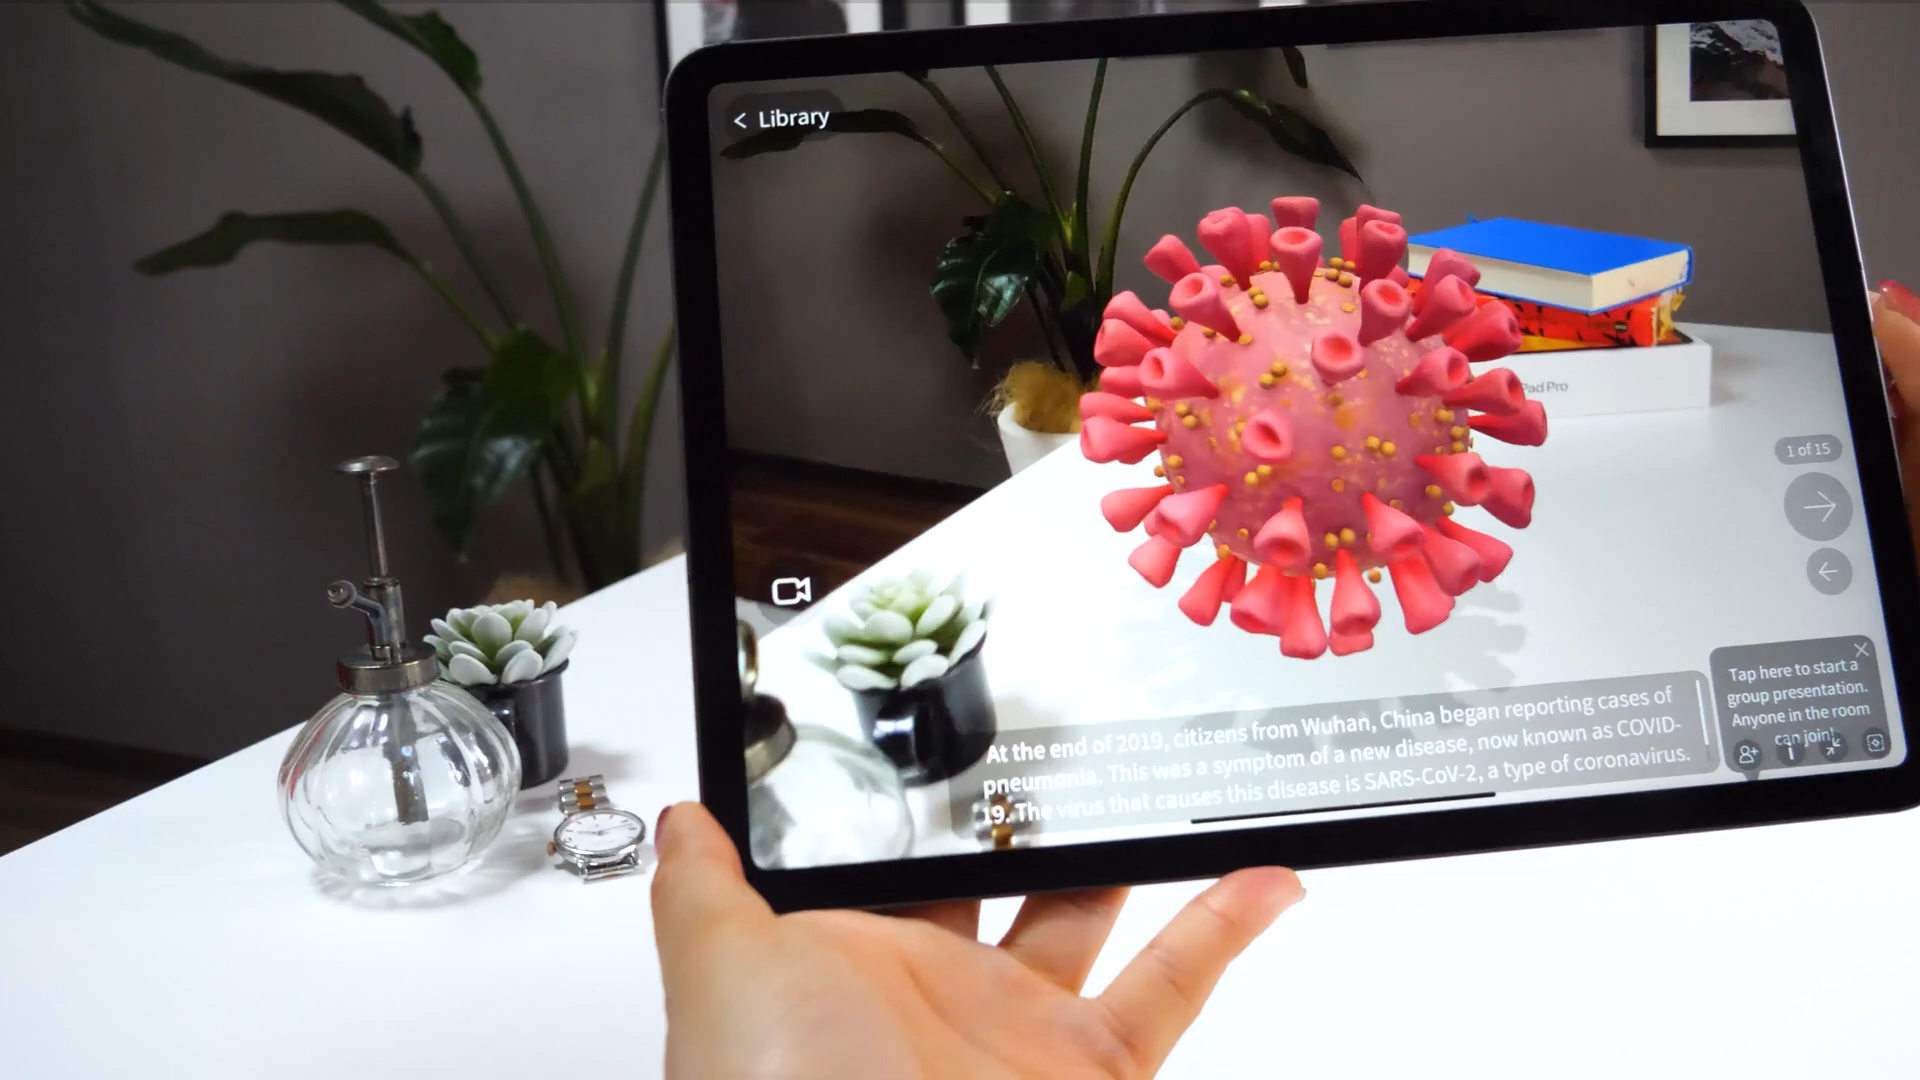 < Library
Pad Pro
1 of 15
Tap here to start a
group presentation.
Anyone in the room
can join!
At the end of 2019, citizens from Wuhan, China began reporting cases of
pneumonia. This was a symptom of a new disease, now known as COVID-
19. The virus that causes this disease is SARS-CoV-2, a type of coronavirus.